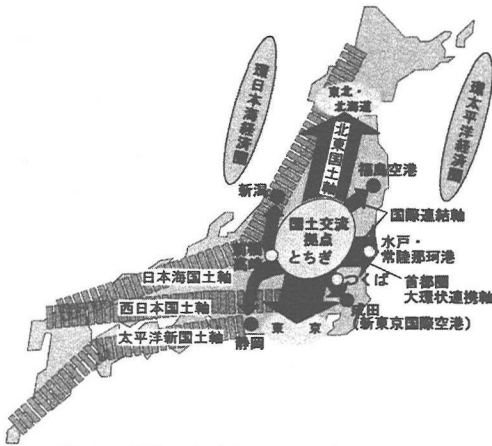 環日本海経済圏
環太平洋経済圏
東北・
北海道
北東国土軸
福島空港
新潟
国土交流
拠点
とちぎ
国際連結軸
水戸・
常陸那珂港
首都圏
大環状連携軸
つくば
成田
(新東京国際空港)
日本海国土軸
西日本国土軸
太平洋新国土軸
静岡
東京